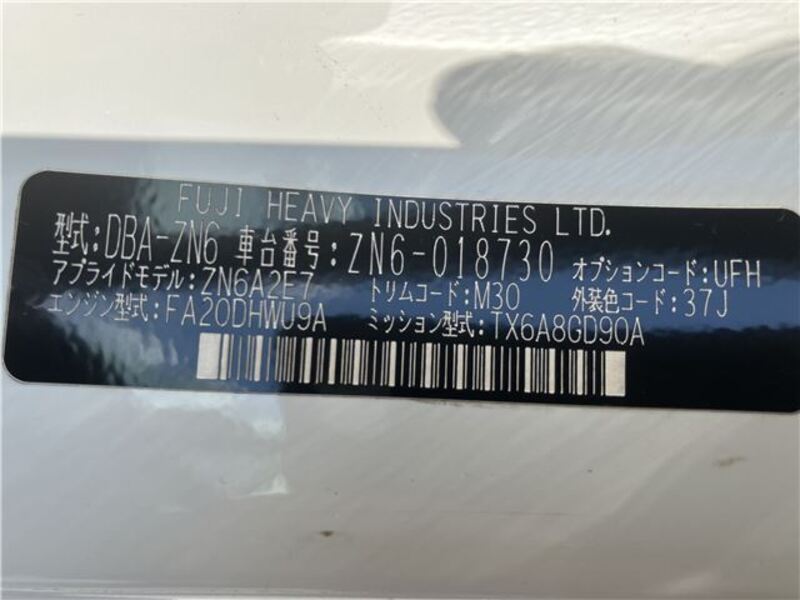 FUJI HEAVY INDUSTRIES LTD.
型式:DBA-ZN6 車台番号:ZN6-018730 オプションコード:UFH
アプライドモデル:ZN6A2E7 トリムコード:M30 外装色コード:37J
エンジン型式:FA20DHWU9A ミッション型式:TX6A8GD90A